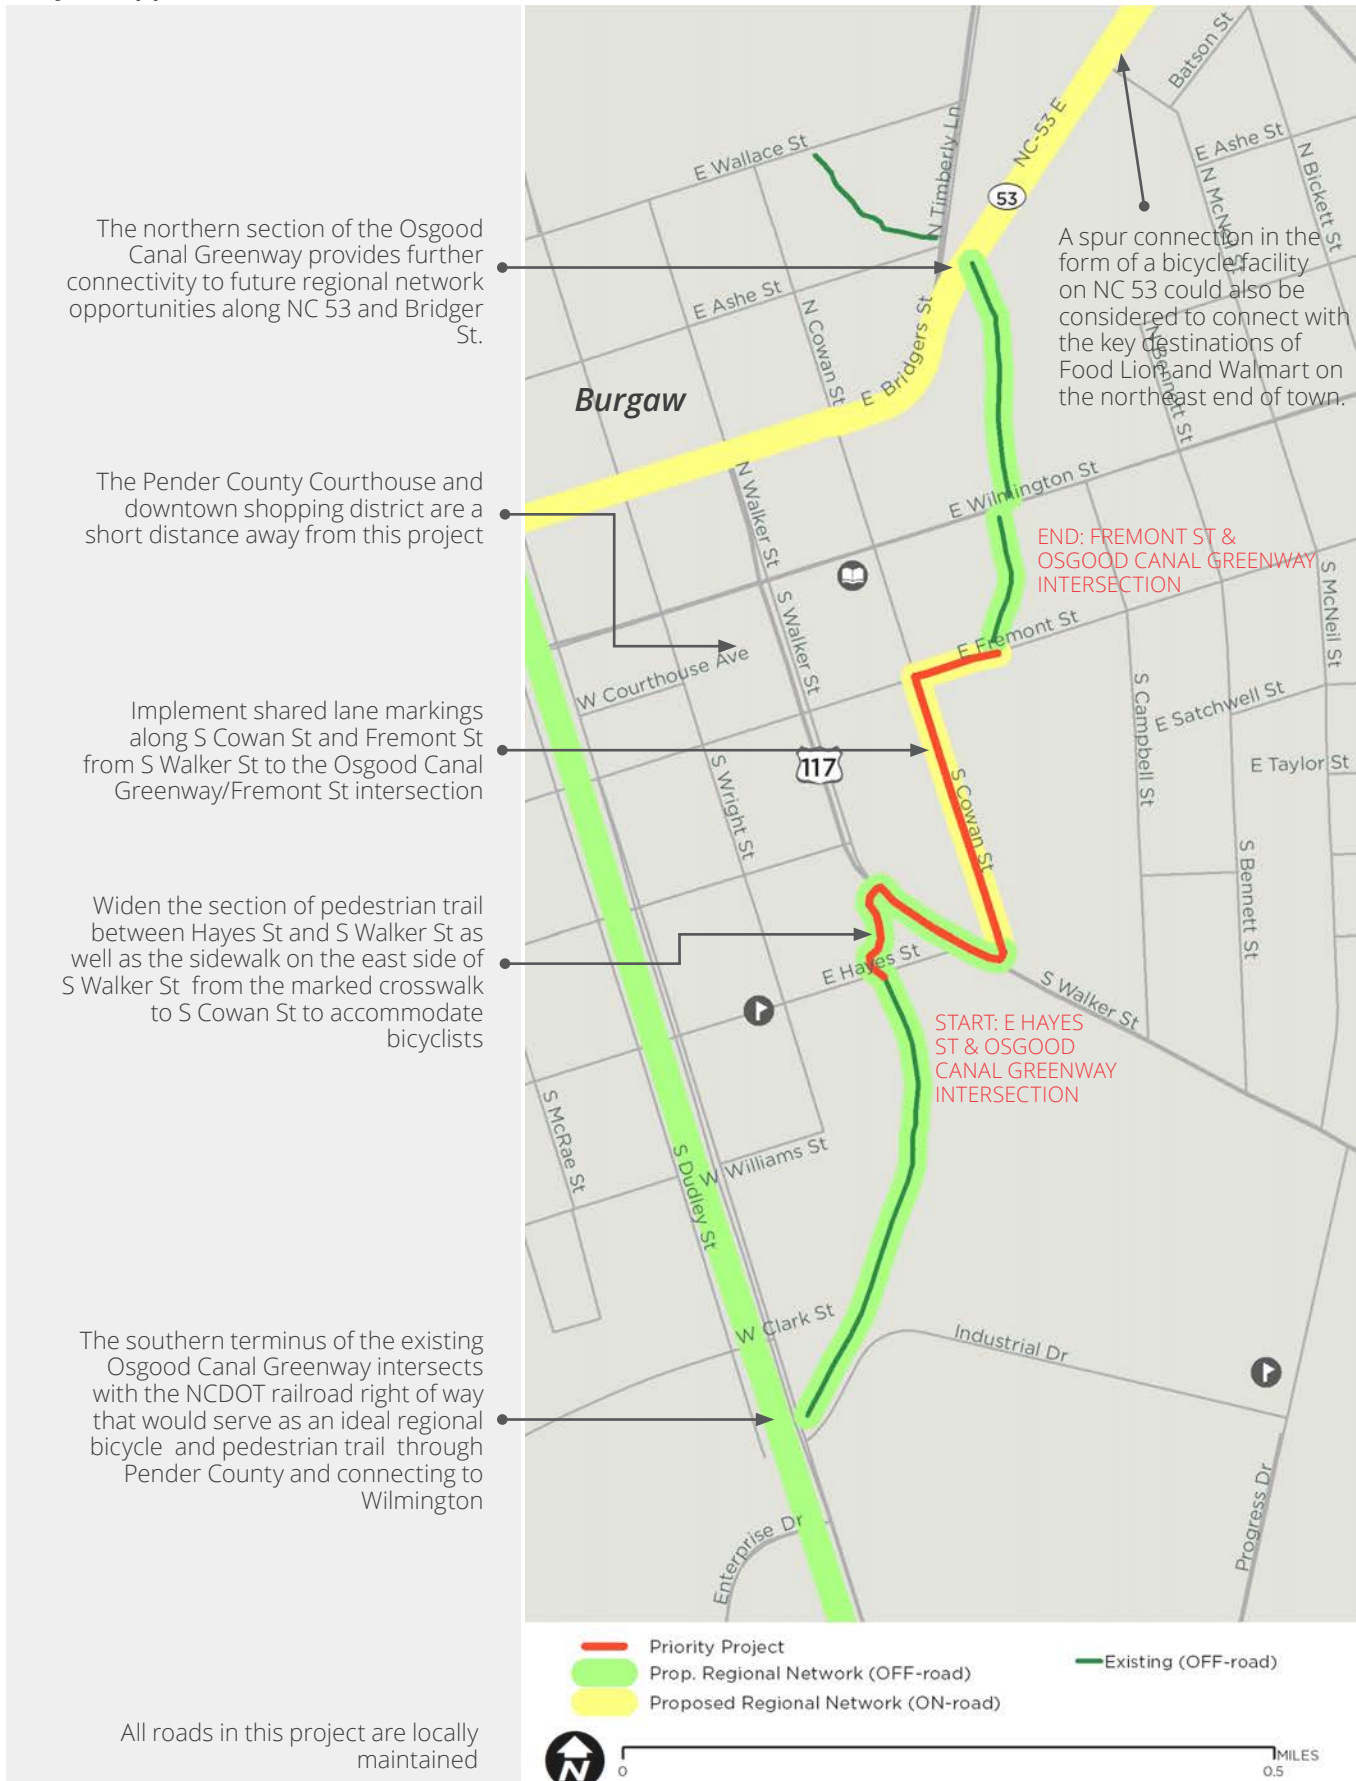 The northern section of the Osgood
Canal Greenway provides further
connectivity to future regional network
opportunities along NC 53 and Bridger
St.
The Pender County Courthouse and
downtown shopping district are a
short distance away from this project
Implement shared lane markings
along S Cowan St and Fremont St
from S Walker St to the Osgood Canal
Greenway/Fremont St intersection
Widen the section of pedestrian trail
between Hayes St and S Walker St as
well as the sidewalk on the east side of
S Walker St from the marked crosswalk
to S Cowan St to accommodate
bicyclists
The southern terminus of the existing
Osgood Canal Greenway intersects
with the NCDOT railroad right of way
that would serve as an ideal regional
bicycle and pedestrian trail through
Pender County and connecting to
Wilmington
All roads in this project are locally
maintained
Batson St
NC-53 E
N Timberly Ln
E Wallace St
E Ashe St
N McNeil St
N Bickett St
53
A spur connection in the
form of a bicycle facility
on NC 53 could also be
considered to connect with
the key destinations of
Food Lion and Walmart on
the northeast end of town.
N Bennett St
E Ashe St
N Cowan St
E Bridgers St
Burgaw
N Walker St
E Wilmington St
END: FREMONT ST &
OSGOOD CANAL GREENWAY
INTERSECTION
S McNeil St
S Walker St
E Fremont St
W Courthouse Ave
S Campbell St
E Satchwell St
117
E Taylor St
S Wright St
S Cowan St
S Bennett St
E Hayes St
S Walker St
START: E HAYES
ST & OSGOOD
CANAL GREENWAY
INTERSECTION
S McRae St
S Dudley St
W Williams St
W Clark St
Industrial Dr
Enterprise Dr
Progress Dr
Priority Project
Prop. Regional Network (OFF-road)
Proposed Regional Network (ON-road)
Existing (OFF-road)
N
0
0.5
MILES